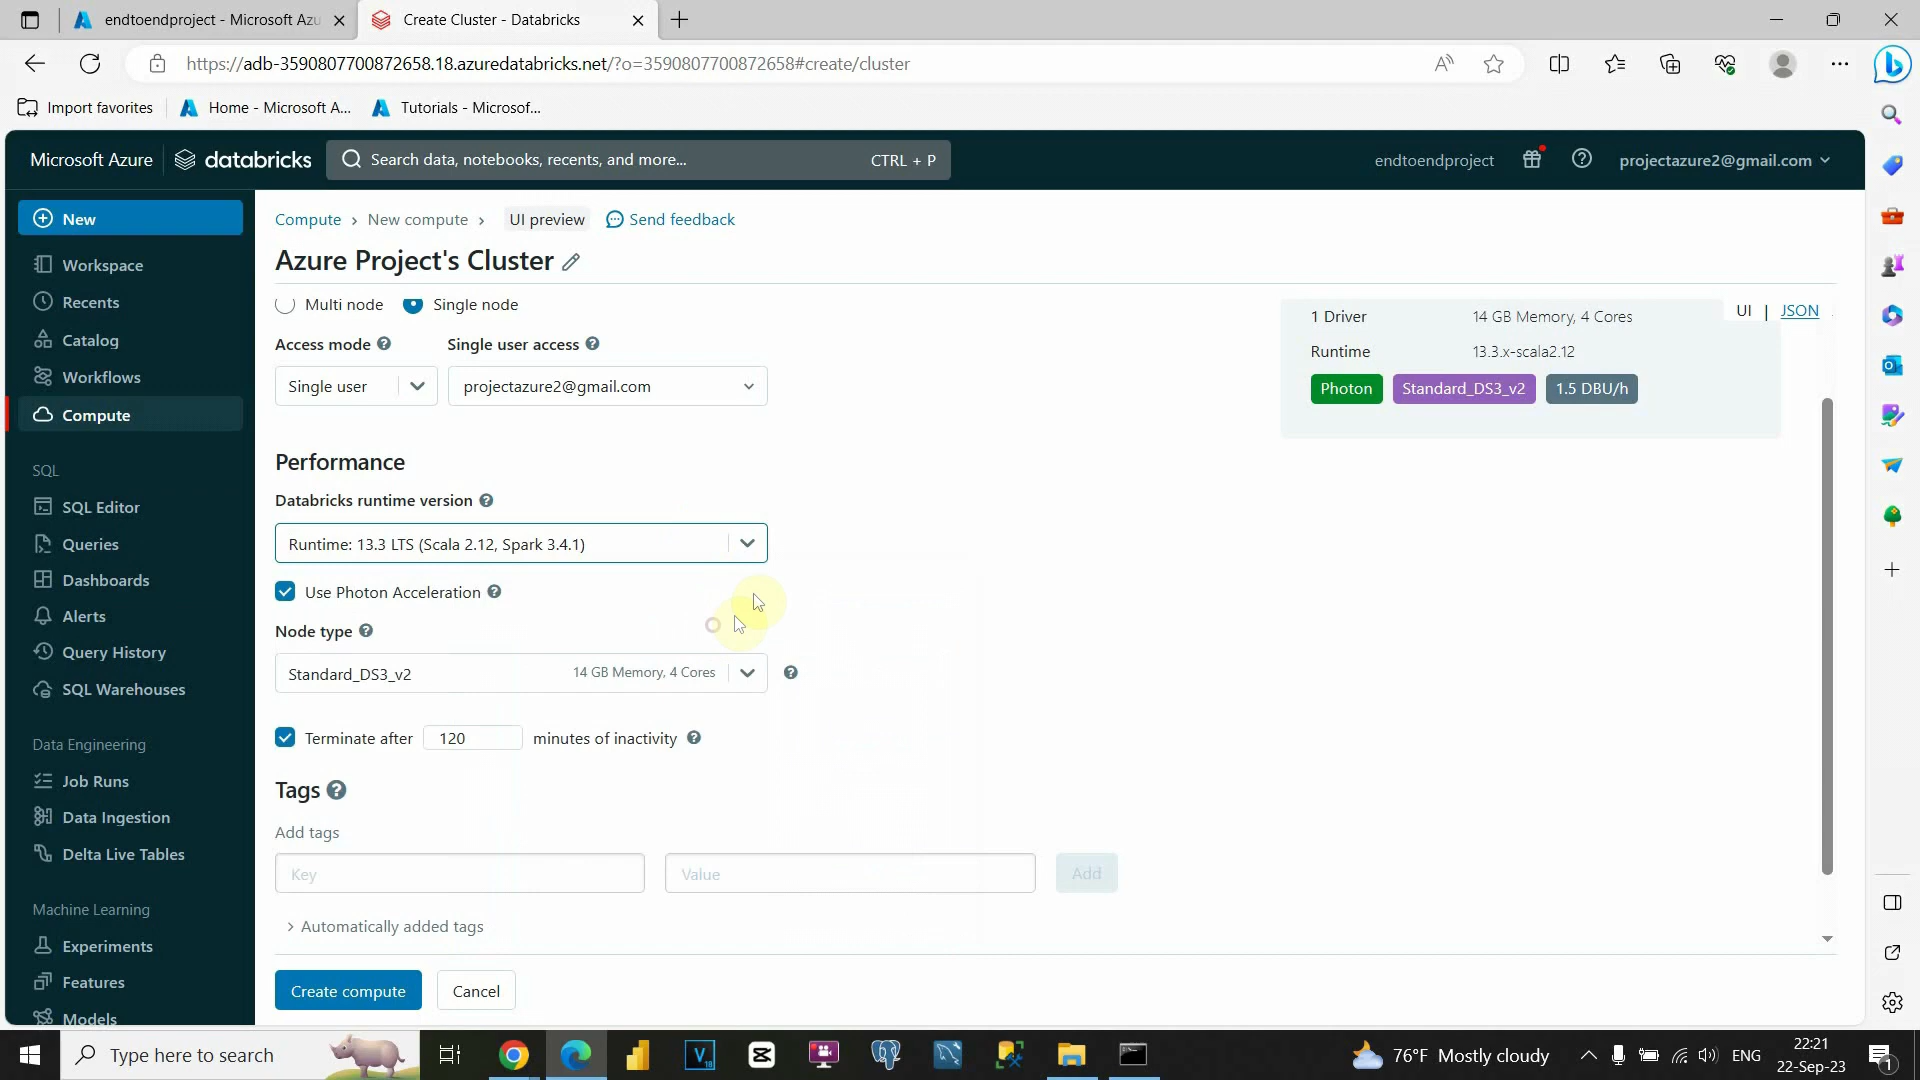 endtoendproject - Microsoft Azu
Create Cluster - Databricks
https://adb-3590807700872658.18.azuredatabricks.net/?o=3590807700872658#create/cluster
Import favorites
Home - Microsoft A...
Tutorials - Microsof...
Microsoft Azure
databricks
Search data, notebooks, recents, and more...
CTRL + P
endtoendproject
projectazure2@gmail.com
New
Workspace
Recents
Catalog
Workflows
Compute
SQL
SQL Editor
Queries
Dashboards
Alerts
Query History
SQL Warehouses
Data Engineering
Job Runs
Data Ingestion
Delta Live Tables
Machine Learning
Experiments
Features
Models
Compute › New compute ›
UI preview
Send feedback
Azure Project's Cluster
Multi node
Single node
Access mode
Single user access
Single user
projectazure2@gmail.com
Performance
Databricks runtime version
Runtime: 13.3 LTS (Scala 2.12, Spark 3.4.1)
Use Photon Acceleration
Node type
Standard_DS3_v2
14 GB Memory, 4 Cores
Terminate after 120 minutes of inactivity
Tags
Add tags
Key
Value
Add
Automatically added tags
Create compute
Cancel
UI | JSON
1 Driver
14 GB Memory, 4 Cores
Runtime
13.3.x-scala2.12
Photon
Standard_DS3_v2
1.5 DBU/h
Type here to search
76°F Mostly cloudy
ENG
22:21
22-Sep-23
1